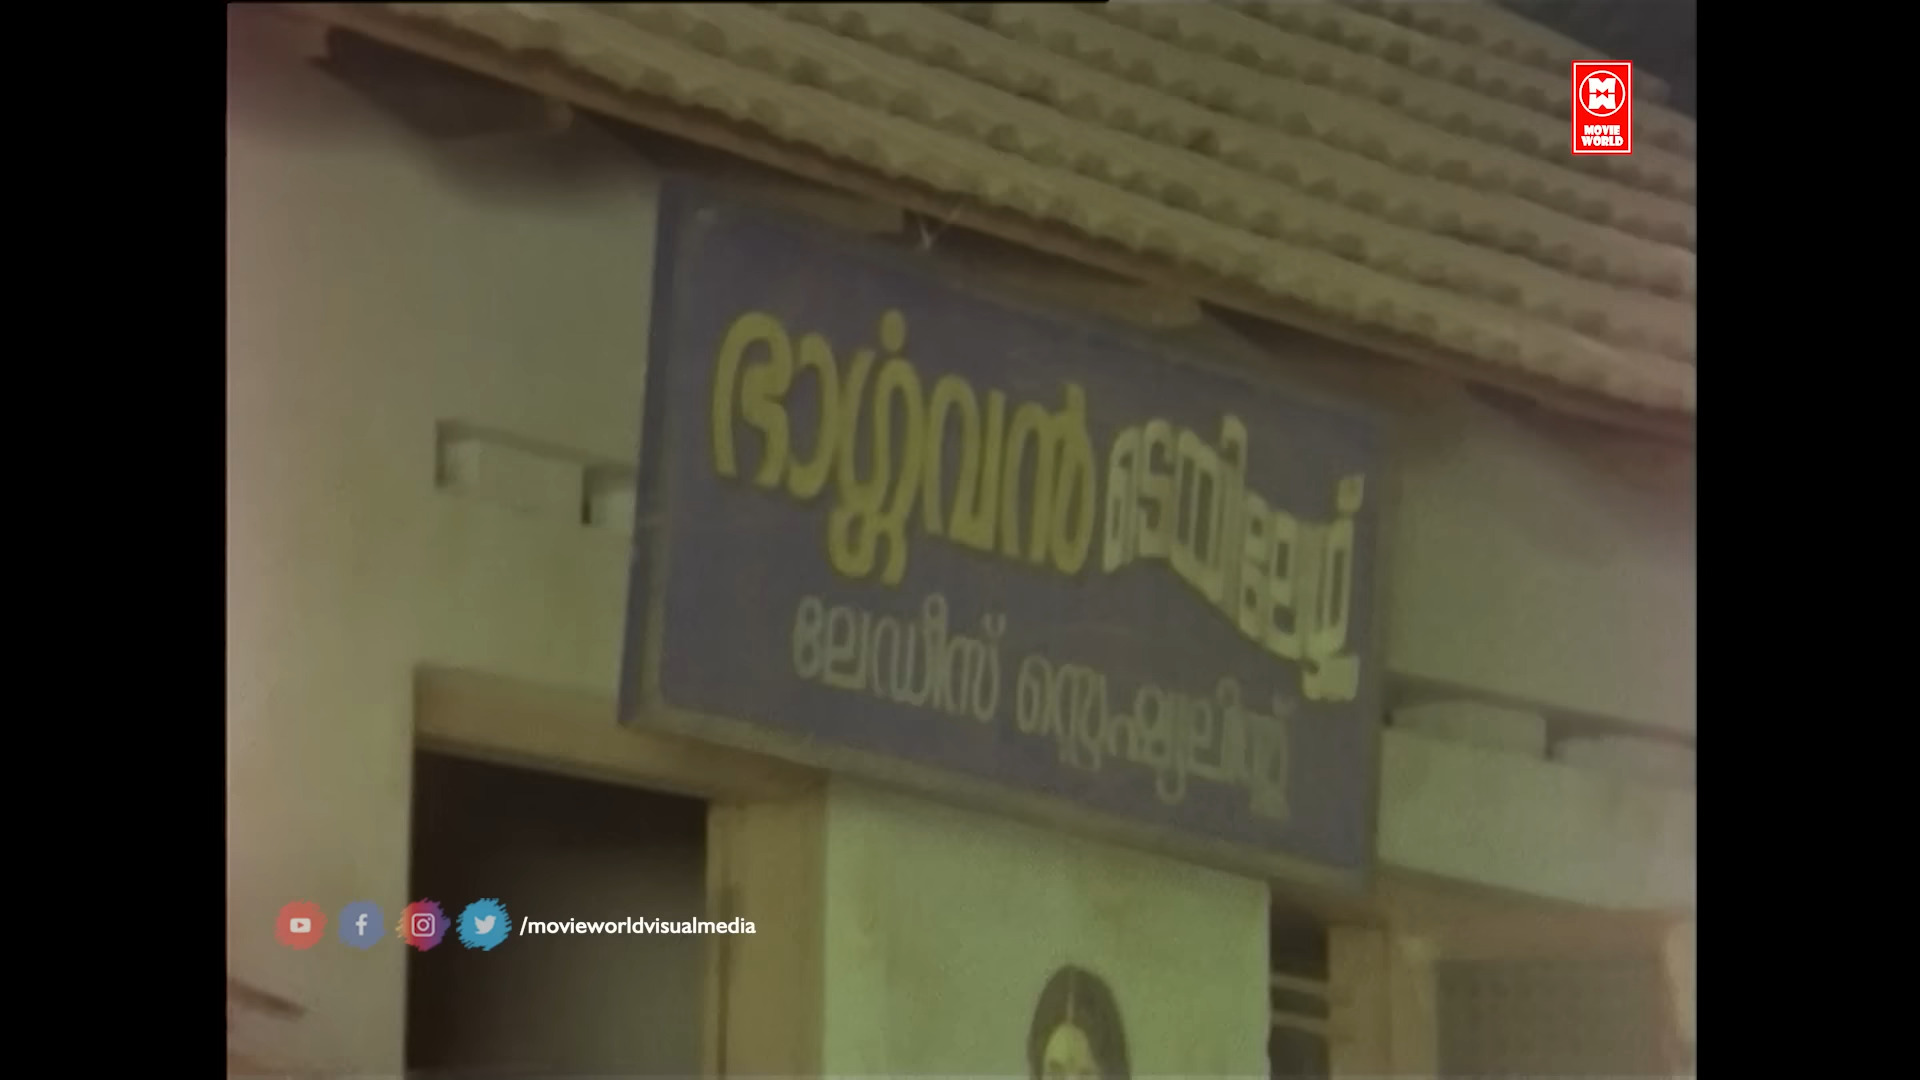 MOVIE
WORLD
ഭാർഗ്ഗവൻ ടെയിലേഴ്സ്
ലേഡീസ് സ്പെഷ്യലിസ്റ്റ്
/movieworldvisualmedia